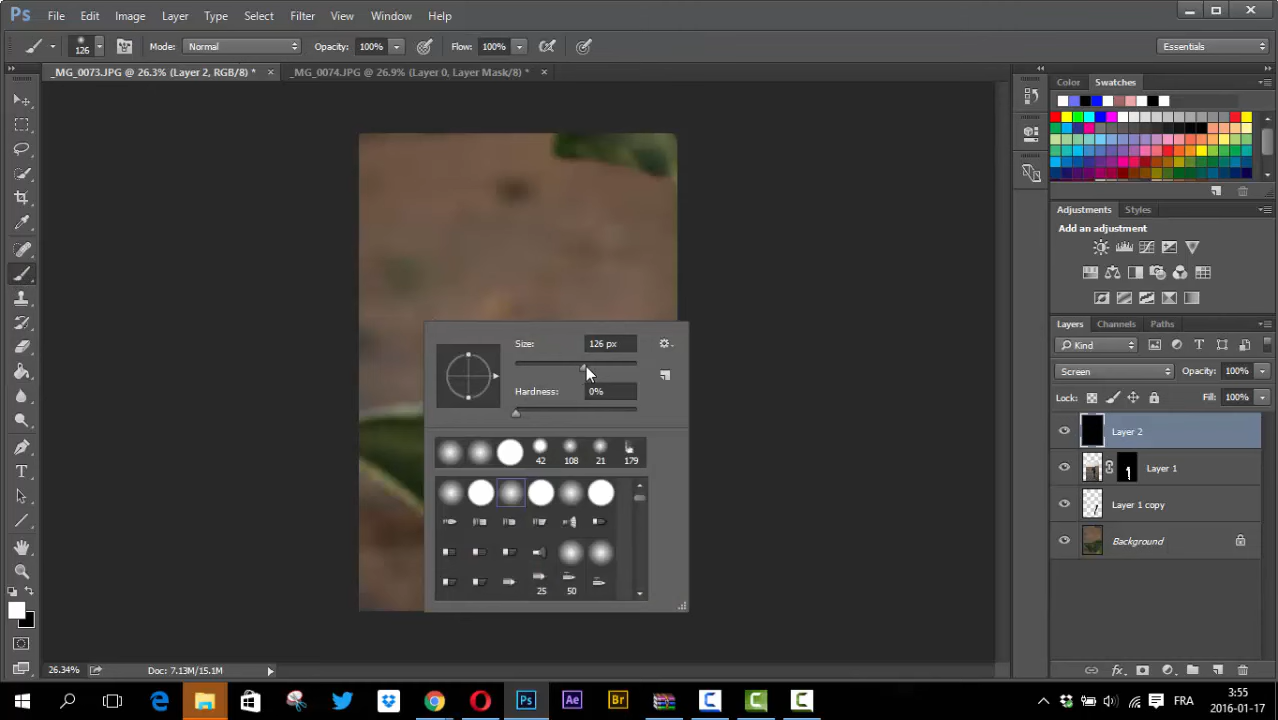 Ps File Edit Image Layer Type Select Filter View Window Help
126 Mode: Normal Opacity: 100% Flow: 100% Essentials
_MG_0073.JPG @ 26.3% (Layer 2, RGB/8) * × _MG_0074.JPG @ 26.9% (Layer 0, Layer Mask/8) * ×
Color Swatches
Adjustments Styles
Add an adjustment
Layers Channels Paths
Kind
Size: 126 px
Screen Opacity: 100%
Hardness: 0%
Lock: Fill: 100%
Layer 2
42 108 21 179
Layer 1
Layer 1 copy
Background
25 50
26.34% Doc: 7.13M/15.1M
Ps Ae Br C C C FR 3:55
2016-01-17